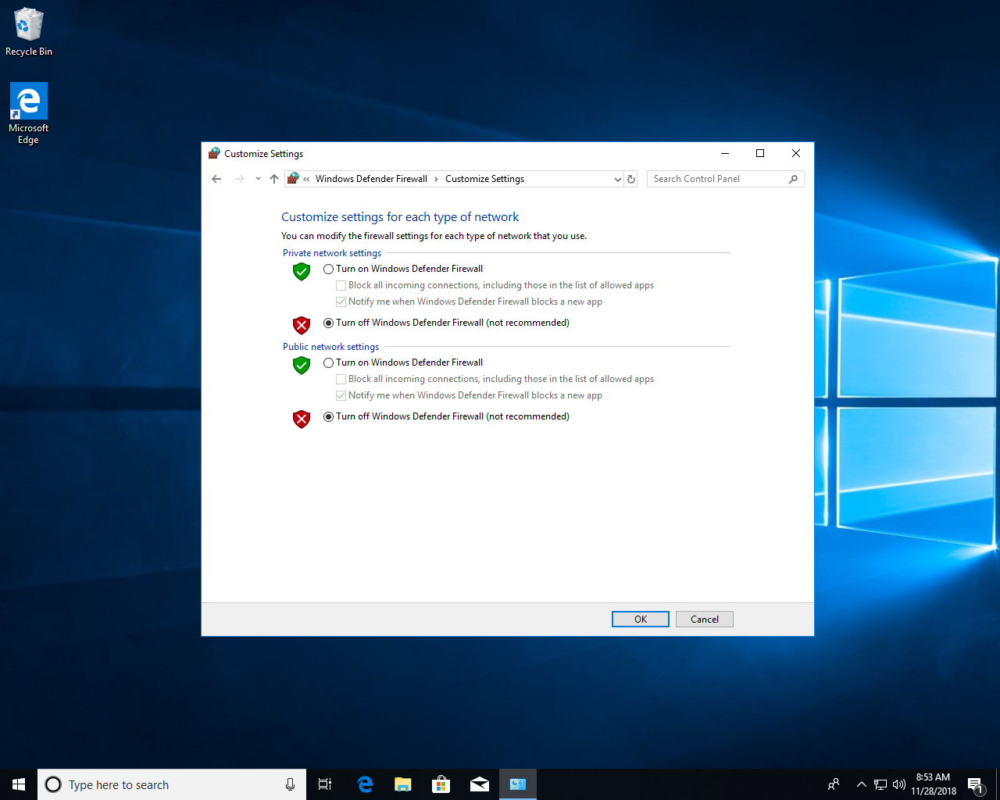 Recycle Bin
Microsoft
Edge
Customize Settings
« Windows Defender Firewall › Customize Settings
Search Control Panel
Customize settings for each type of network
You can modify the firewall settings for each type of network that you use.
Private network settings
Turn on Windows Defender Firewall
Block all incoming connections, including those in the list of allowed apps
Notify me when Windows Defender Firewall blocks a new app
Turn off Windows Defender Firewall (not recommended)
Public network settings
Turn on Windows Defender Firewall
Block all incoming connections, including those in the list of allowed apps
Notify me when Windows Defender Firewall blocks a new app
Turn off Windows Defender Firewall (not recommended)
OK
Cancel
Type here to search
8:53 AM
11/28/2018
1